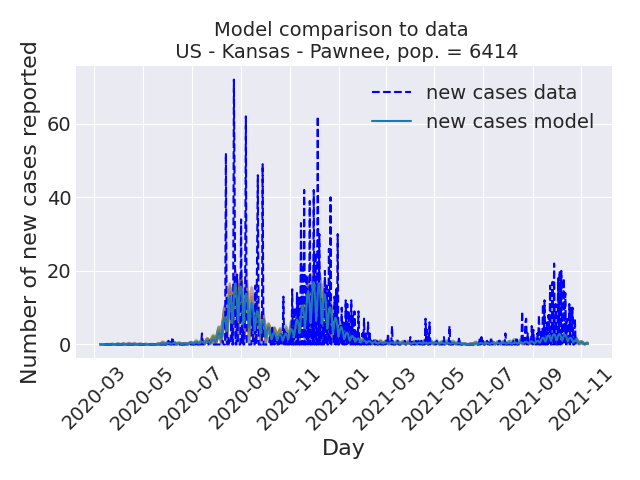 Model comparison to data
US - Kansas - Pawnee, pop. = 6414
new cases data
new cases model
Number of new cases reported
60
40
20
0
2020-03
2020-05
2020-07
2020-09
2020-11
2021-01
2021-03
2021-05
2021-07
2021-09
2021-11
Day